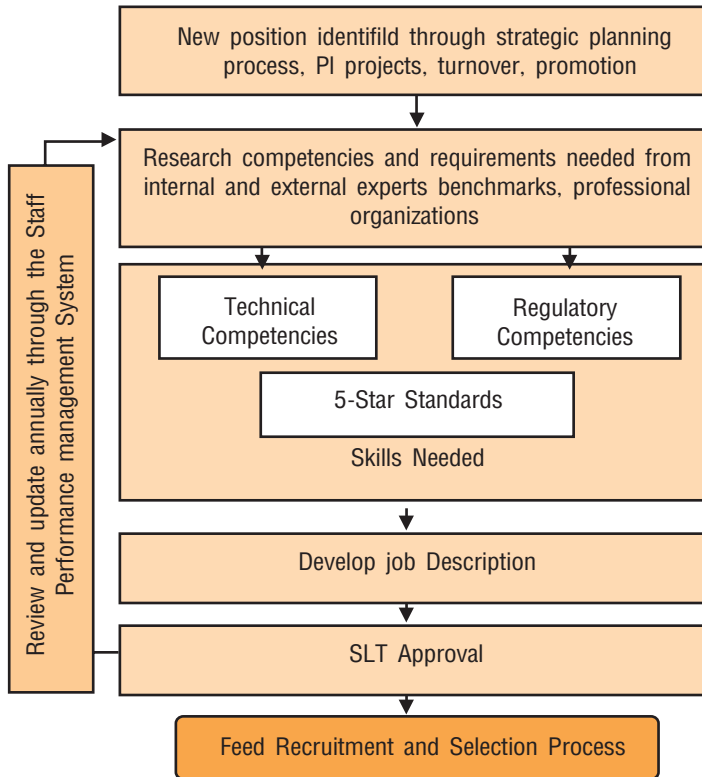 New position identifild through strategic planning
process, PI projects, turnover, promotion
Research competencies and requirements needed from
internal and external experts benchmarks, professional
organizations
Technical
Competencies
Regulatory
Competencies
5-Star Standards
Skills Needed
Develop job Description
SLT Approval
Feed Recruitment and Selection Process
Review and update annually through the Staff
Performance management System